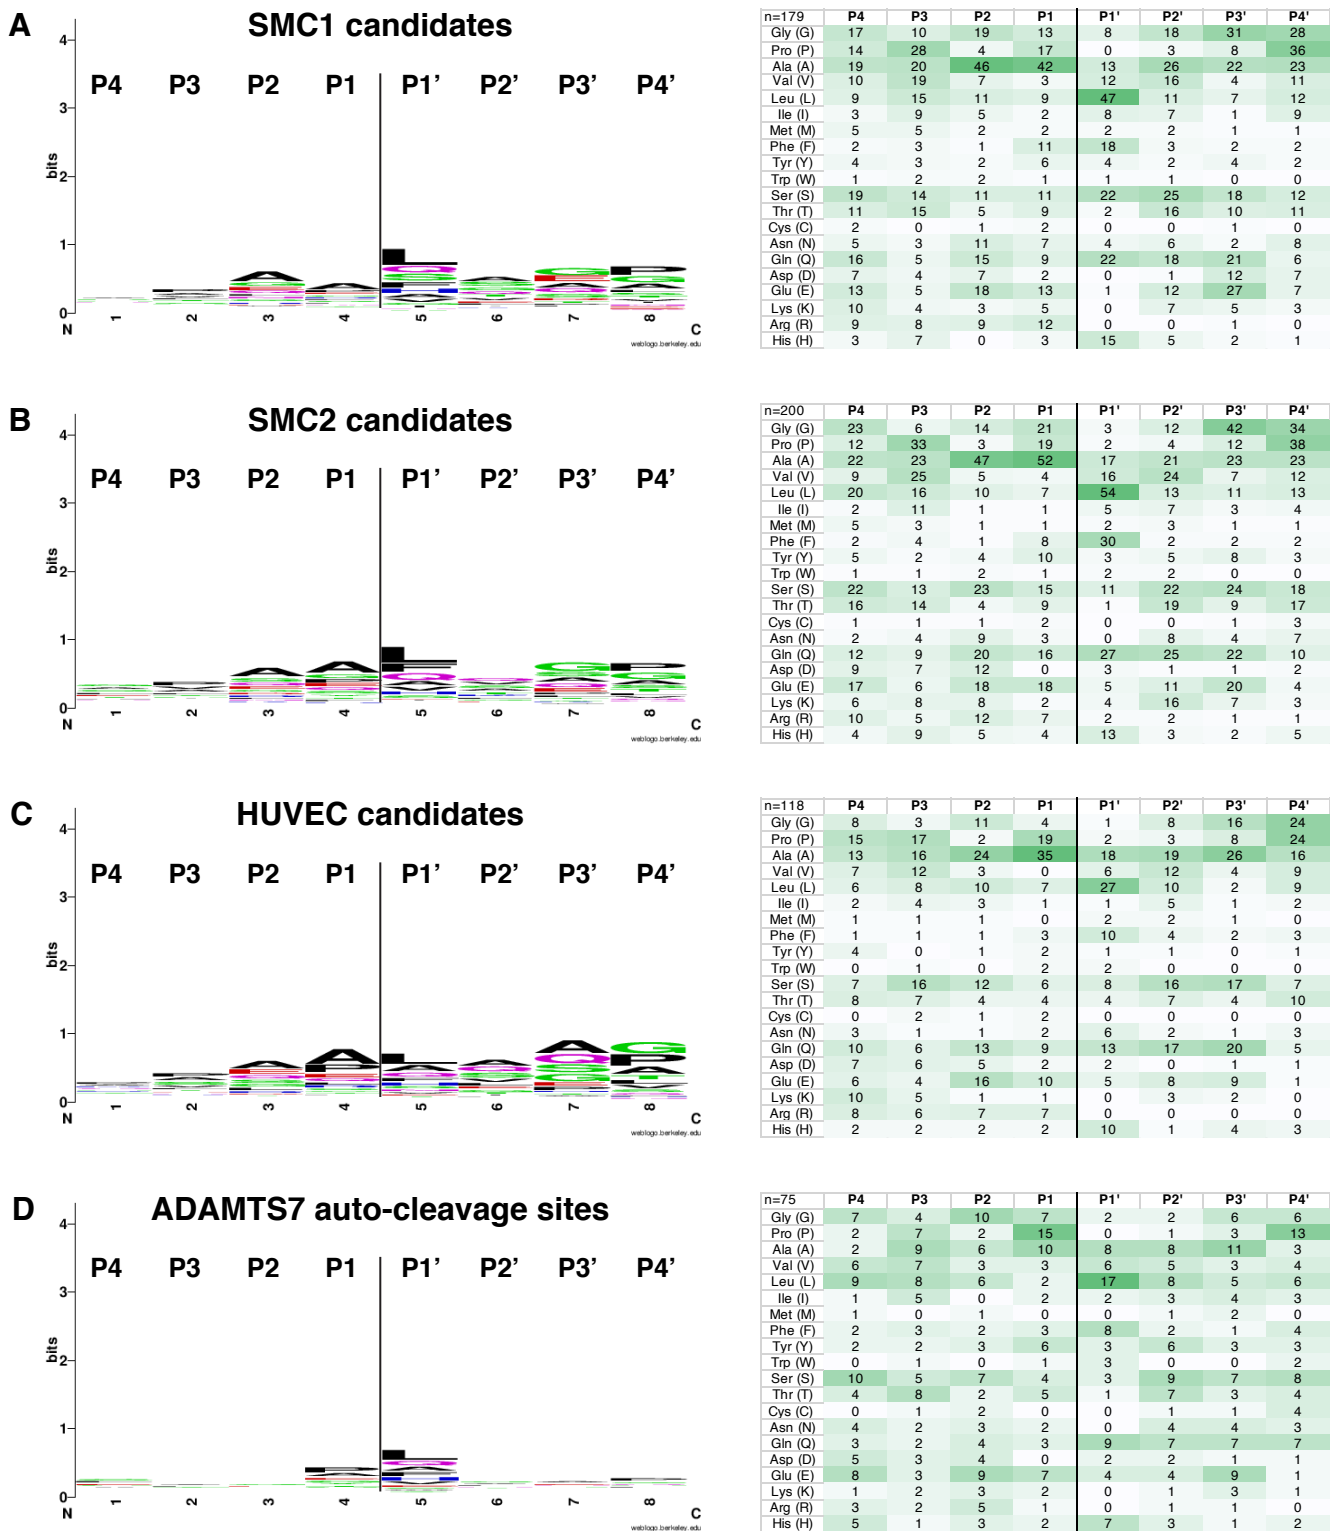 A
SMC1 candidates
P4 P3 P2 P1 P1' P2' P3' P4'
bits
4
3
2
1
0
N 1 2 3 4 5 6 7 8 C
weblogo.berkeley.edu
n=179 P4 P3 P2 P1 P1' P2' P3' P4'
Gly (G) 17 10 19 13 8 18 31 28
Pro (P) 14 28 4 17 0 3 8 36
Ala (A) 19 20 46 42 13 26 22 23
Val (V) 10 19 7 3 12 16 4 11
Leu (L) 9 15 11 9 47 11 7 12
Ile (I) 3 9 5 2 8 7 1 9
Met (M) 5 5 2 2 2 2 1 1
Phe (F) 2 3 1 11 18 3 2 2
Tyr (Y) 4 3 2 6 4 2 4 2
Trp (W) 1 2 2 1 1 1 0 0
Ser (S) 19 14 11 11 22 25 18 12
Thr (T) 11 15 5 9 2 16 10 11
Cys (C) 2 0 1 2 0 0 1 0
Asn (N) 5 3 11 7 4 6 2 8
Gln (Q) 16 5 15 9 22 18 21 6
Asp (D) 7 4 7 2 0 1 12 7
Glu (E) 13 5 18 13 1 12 27 7
Lys (K) 10 4 3 5 0 7 5 3
Arg (R) 9 8 9 12 0 0 1 0
His (H) 3 7 0 3 15 5 2 1
B
SMC2 candidates
P4 P3 P2 P1 P1' P2' P3' P4'
bits
4
3
2
1
0
N 1 2 3 4 5 6 7 8 C
weblogo.berkeley.edu
n=200 P4 P3 P2 P1 P1' P2' P3' P4'
Gly (G) 23 6 14 21 3 12 42 34
Pro (P) 12 33 3 19 2 4 12 38
Ala (A) 22 23 47 52 17 21 23 23
Val (V) 9 25 5 4 16 24 7 12
Leu (L) 20 16 10 7 54 13 11 13
Ile (I) 2 11 1 1 5 7 3 4
Met (M) 5 3 1 1 2 3 1 1
Phe (F) 2 4 1 8 30 2 2 2
Tyr (Y) 5 2 4 10 3 5 8 3
Trp (W) 1 1 2 1 2 2 0 0
Ser (S) 22 13 23 15 11 22 24 18
Thr (T) 16 14 4 9 1 19 9 17
Cys (C) 1 1 1 2 0 0 1 3
Asn (N) 2 4 9 3 0 8 4 7
Gln (Q) 12 9 20 16 27 25 22 10
Asp (D) 9 7 12 0 3 1 1 2
Glu (E) 17 6 18 18 5 11 20 4
Lys (K) 6 8 8 2 4 16 7 3
Arg (R) 10 5 12 7 2 2 1 1
His (H) 4 9 5 4 13 3 2 5
C
HUVEC candidates
P4 P3 P2 P1 P1' P2' P3' P4'
bits
4
3
2
1
0
N 1 2 3 4 5 6 7 8 C
weblogo.berkeley.edu
n=118 P4 P3 P2 P1 P1' P2' P3' P4'
Gly (G) 8 3 11 4 1 8 16 24
Pro (P) 15 17 2 19 2 3 8 24
Ala (A) 13 16 24 35 18 19 26 16
Val (V) 7 12 3 0 6 12 4 9
Leu (L) 6 8 10 7 27 10 2 9
Ile (I) 2 4 3 1 1 5 1 2
Met (M) 1 1 1 0 2 2 1 0
Phe (F) 1 1 1 3 10 4 2 3
Tyr (Y) 4 0 1 2 1 1 0 1
Trp (W) 0 1 0 2 2 0 0 0
Ser (S) 7 16 12 6 8 16 17 7
Thr (T) 8 7 4 4 4 7 4 10
Cys (C) 0 2 1 2 0 0 0 0
Asn (N) 3 1 1 2 6 2 1 3
Gln (Q) 10 6 13 9 13 17 20 5
Asp (D) 7 6 5 2 2 0 1 1
Glu (E) 6 4 16 10 5 8 9 1
Lys (K) 10 5 1 1 0 3 2 0
Arg (R) 8 6 7 7 0 0 0 0
His (H) 2 2 2 2 10 1 4 3
D
ADAMTS7 auto-cleavage sites
P4 P3 P2 P1 P1' P2' P3' P4'
bits
4
3
2
1
0
N 1 2 3 4 5 6 7 8 C
weblogo.berkeley.edu
n=75 P4 P3 P2 P1 P1' P2' P3' P4'
Gly (G) 7 4 10 7 2 2 6 6
Pro (P) 2 7 2 15 0 1 3 13
Ala (A) 2 9 6 10 8 8 11 3
Val (V) 6 7 3 3 6 5 3 4
Leu (L) 9 8 6 2 17 8 5 6
Ile (I) 1 5 0 2 2 3 4 3
Met (M) 1 0 1 0 0 1 2 0
Phe (F) 2 3 2 3 8 2 1 4
Tyr (Y) 2 2 3 6 3 6 3 3
Trp (W) 0 1 0 1 3 0 0 2
Ser (S) 10 5 7 4 3 9 7 8
Thr (T) 4 8 2 5 1 7 3 4
Cys (C) 0 1 2 0 0 1 1 4
Asn (N) 4 2 3 2 0 4 4 3
Gln (Q) 3 2 4 3 9 7 7 7
Asp (D) 5 3 4 0 2 2 1 1
Glu (E) 8 3 9 7 4 4 9 1
Lys (K) 1 2 3 2 0 1 3 1
Arg (R) 3 2 5 1 0 1 1 0
His (H) 5 1 3 2 7 3 1 2